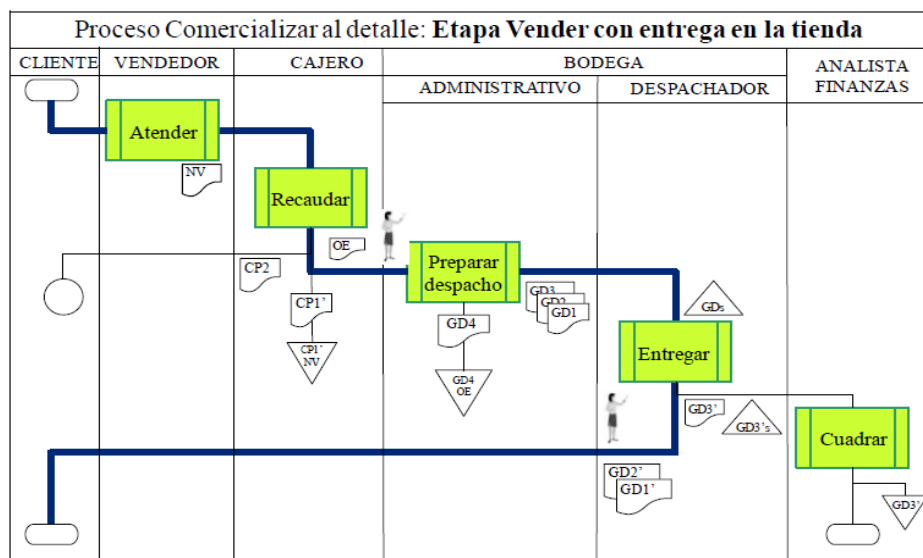 Proceso Comercializar al detalle: Etapa Vender con entrega en la tienda
CLIENTE
VENDEDOR
CAJERO
BODEGA
ANALISTA
FINANZAS
ADMINISTRATIVO
DESPACHADOR
Atender
NV
Recaudar
OE
CP2
CP1’
CP1’
NV
Preparar
despacho
GD3
GD2
GD1
GD4
GD4
OE
GDs
Entregar
GD3’
GD3’s
Cuadrar
GD2’
GD1’
GD3’